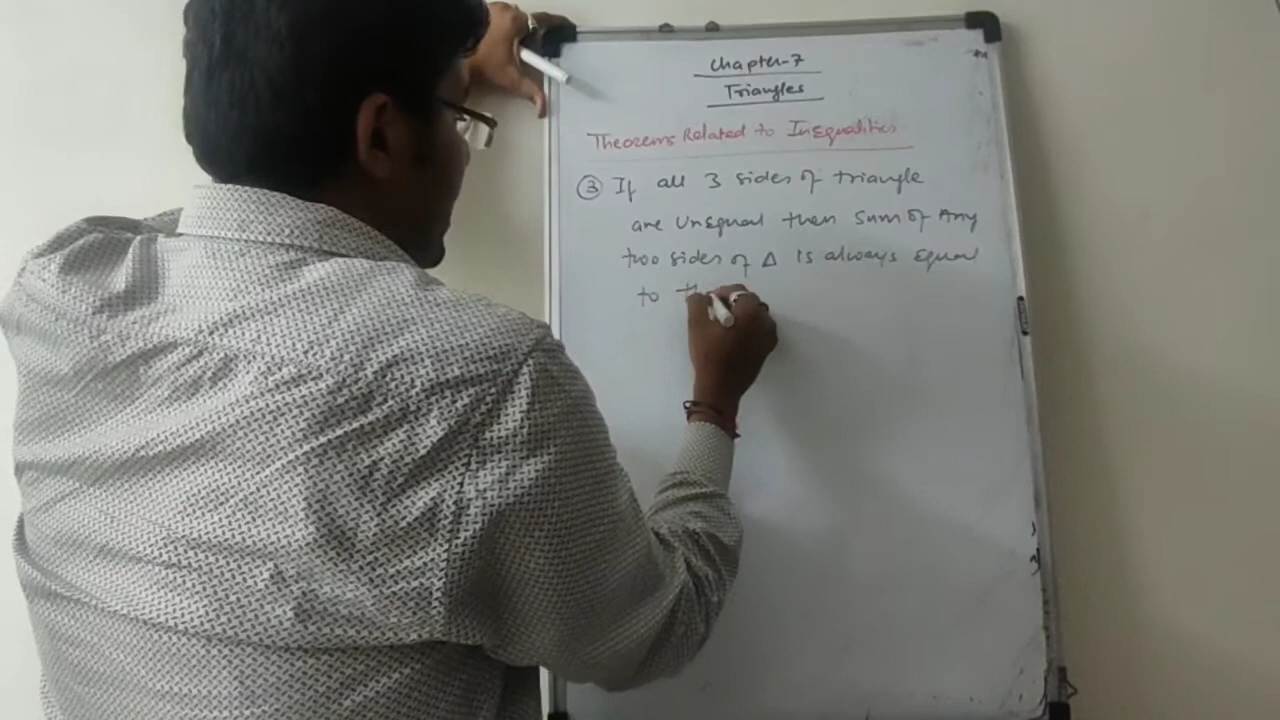 Chapter-7
Triangles
Theorems Related to Inequalities
③ If all 3 sides of triangle
are unequal then sum of Any
two sides of Δ is always equal
to th